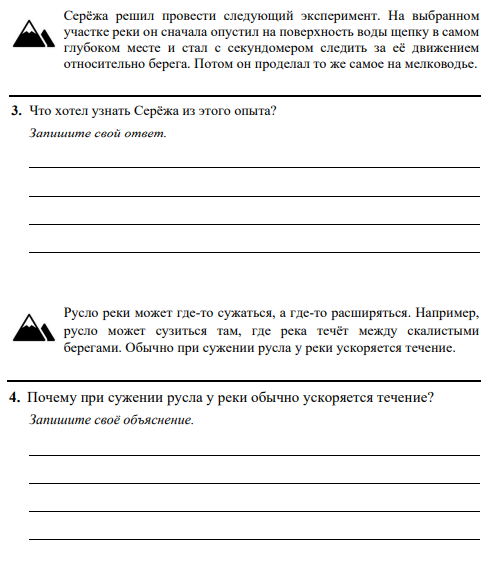 Серёжа решил провести следующий эксперимент. На выбранном
участке реки он сначала опустил на поверхность воды щепку в самом
глубоком месте и стал с секундомером следить за её движением
относительно берега. Потом он проделал то же самое на мелководье.
3. Что хотел узнать Серёжа из этого опыта?
Запишите свой ответ.
Русло реки может где-то сужаться, а где-то расширяться. Например,
русло может сузиться там, где река течёт между скалистыми
берегами. Обычно при сужении русла у реки ускоряется течение.
4. Почему при сужении русла у реки обычно ускоряется течение?
Запишите своё объяснение.